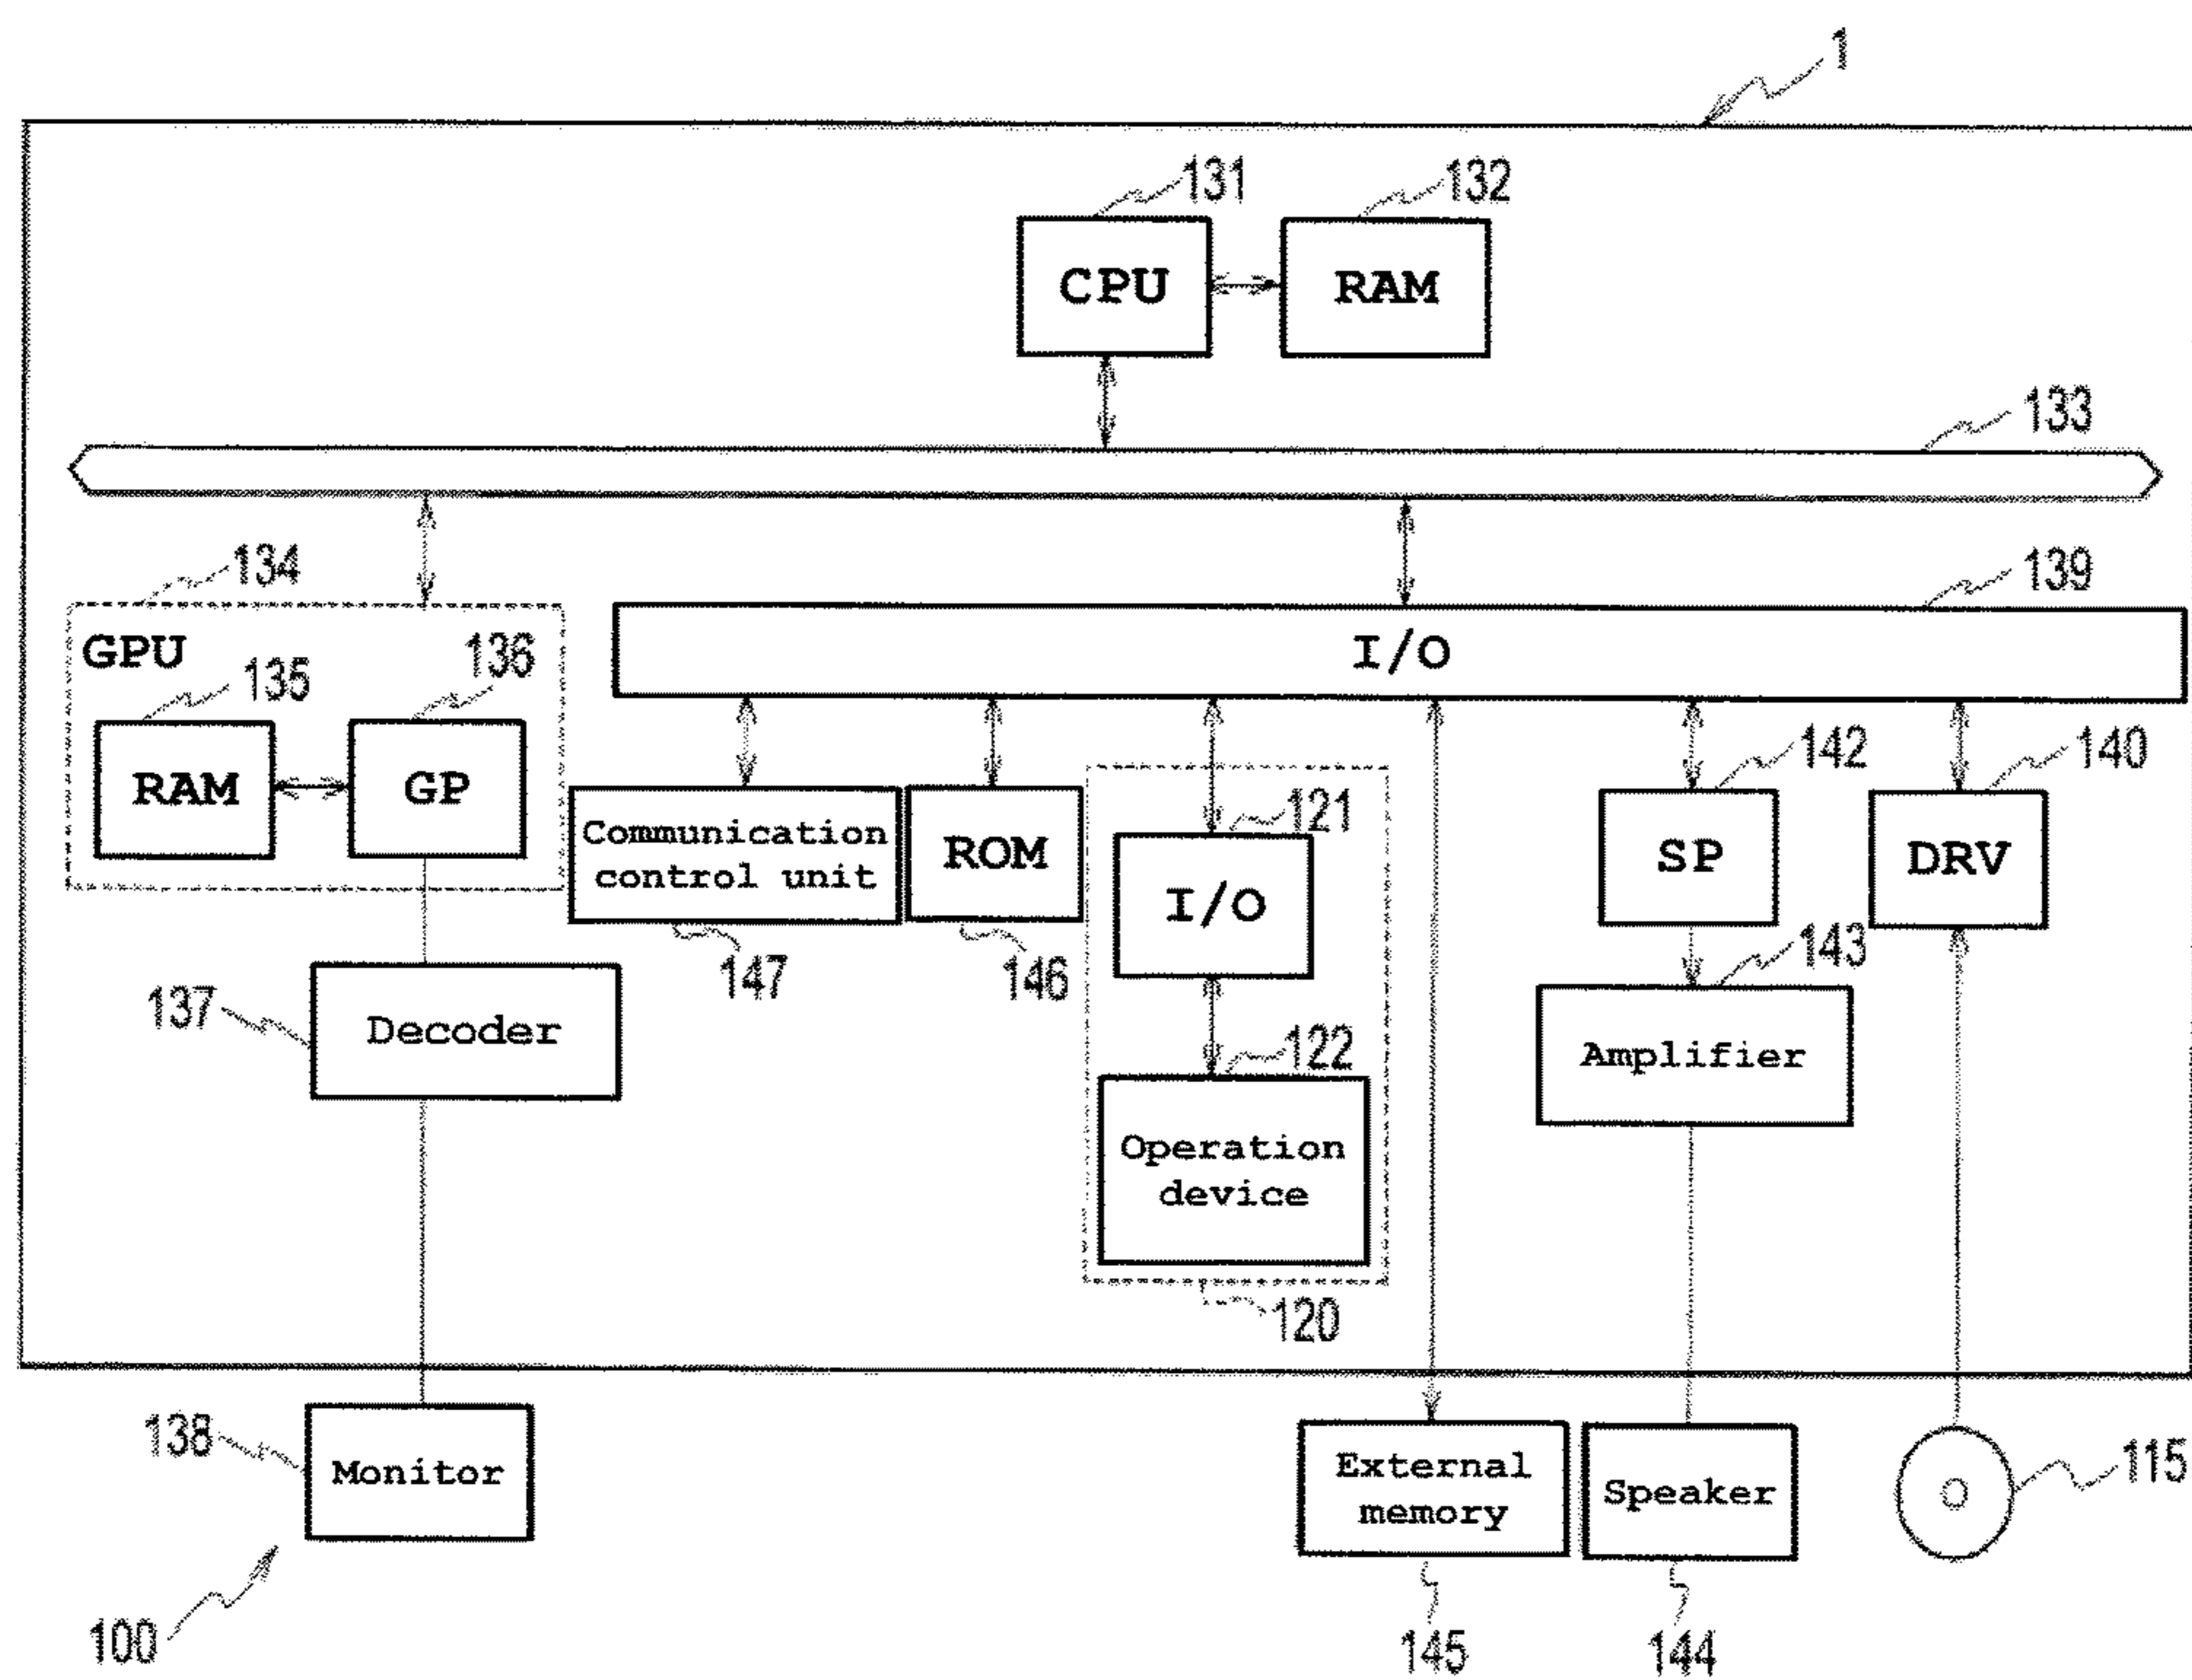 1
131
132
CPU
RAM
133
134
139
GPU
136
I/O
135
142
140
RAM
GP
121
Communication
control unit
ROM
SP
DRV
I/O
147
146
143
137
Decoder
122
Amplifier
Operation
device
120
138
Monitor
External
memory
Speaker
115
100
145
144